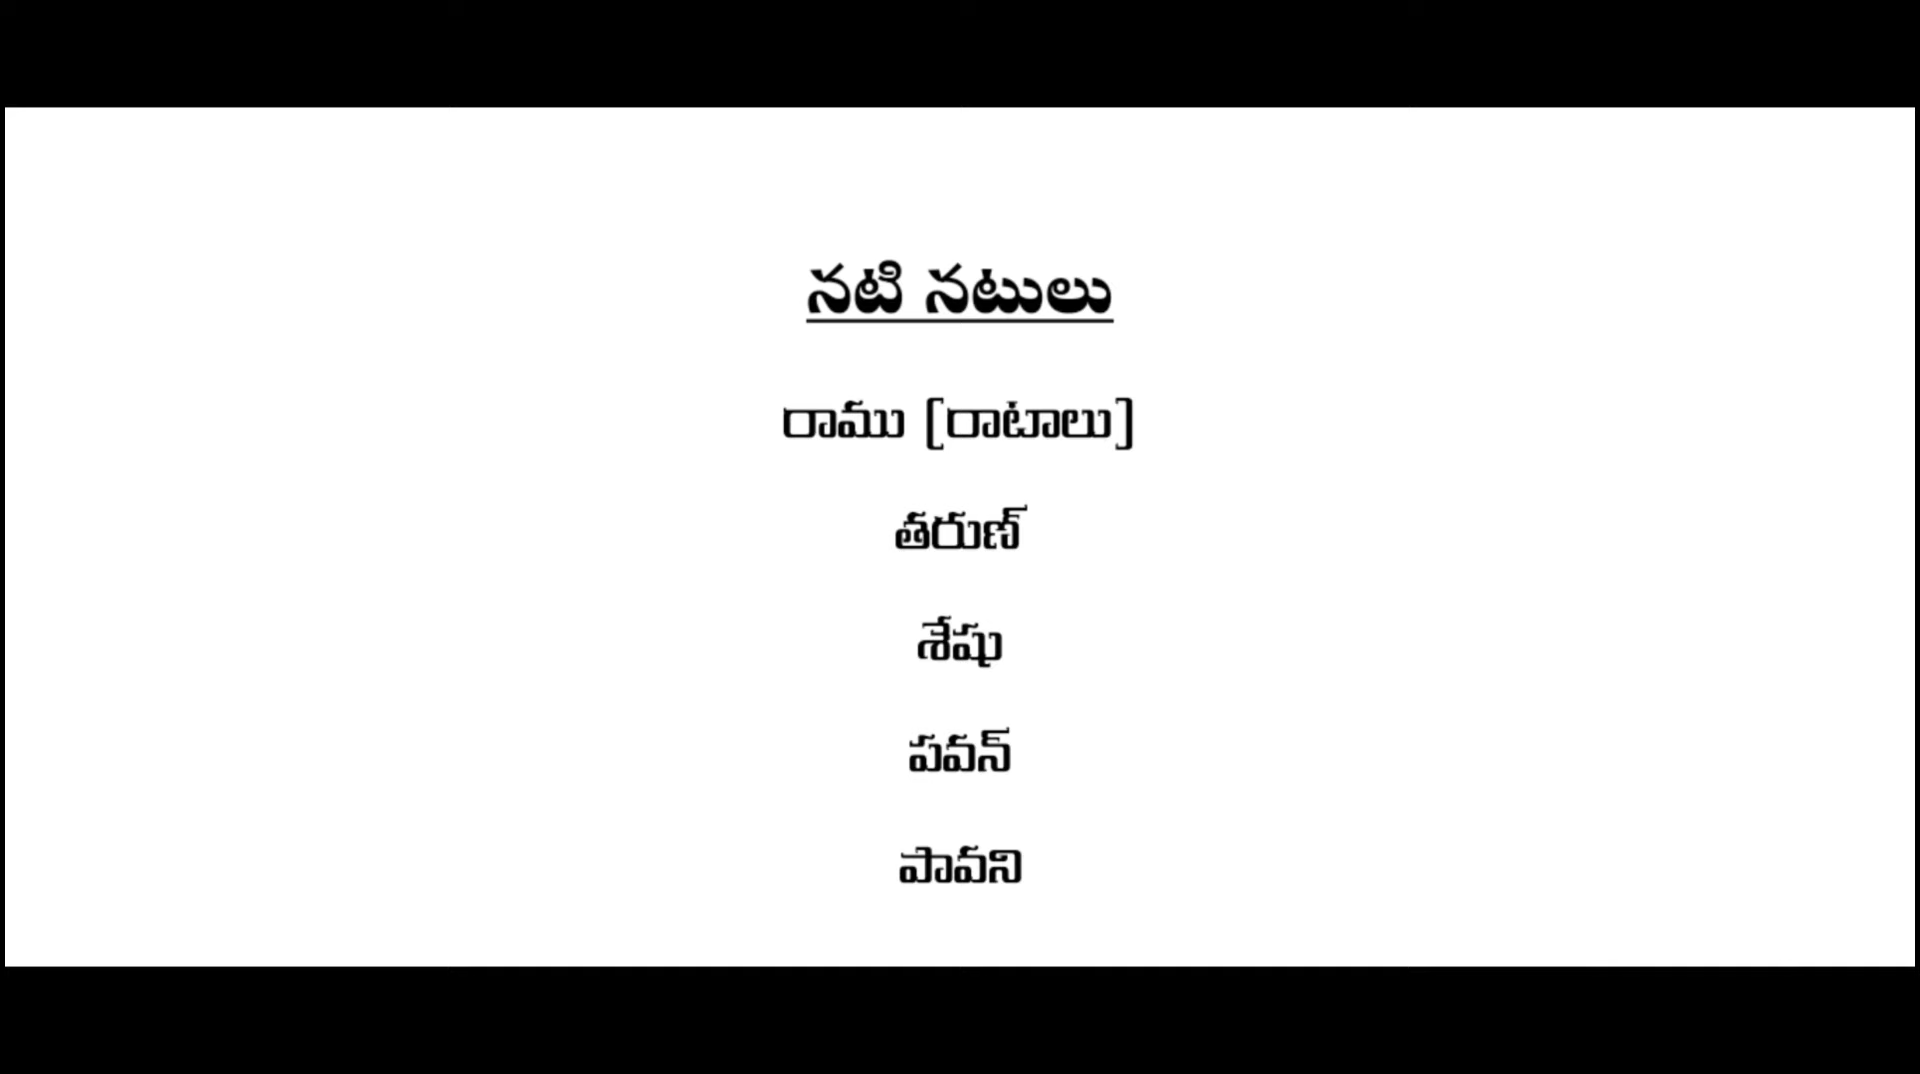 నటి నటులు
రాము [రాటాలు]
తరుణ్
శేషు
పవన్
పావని